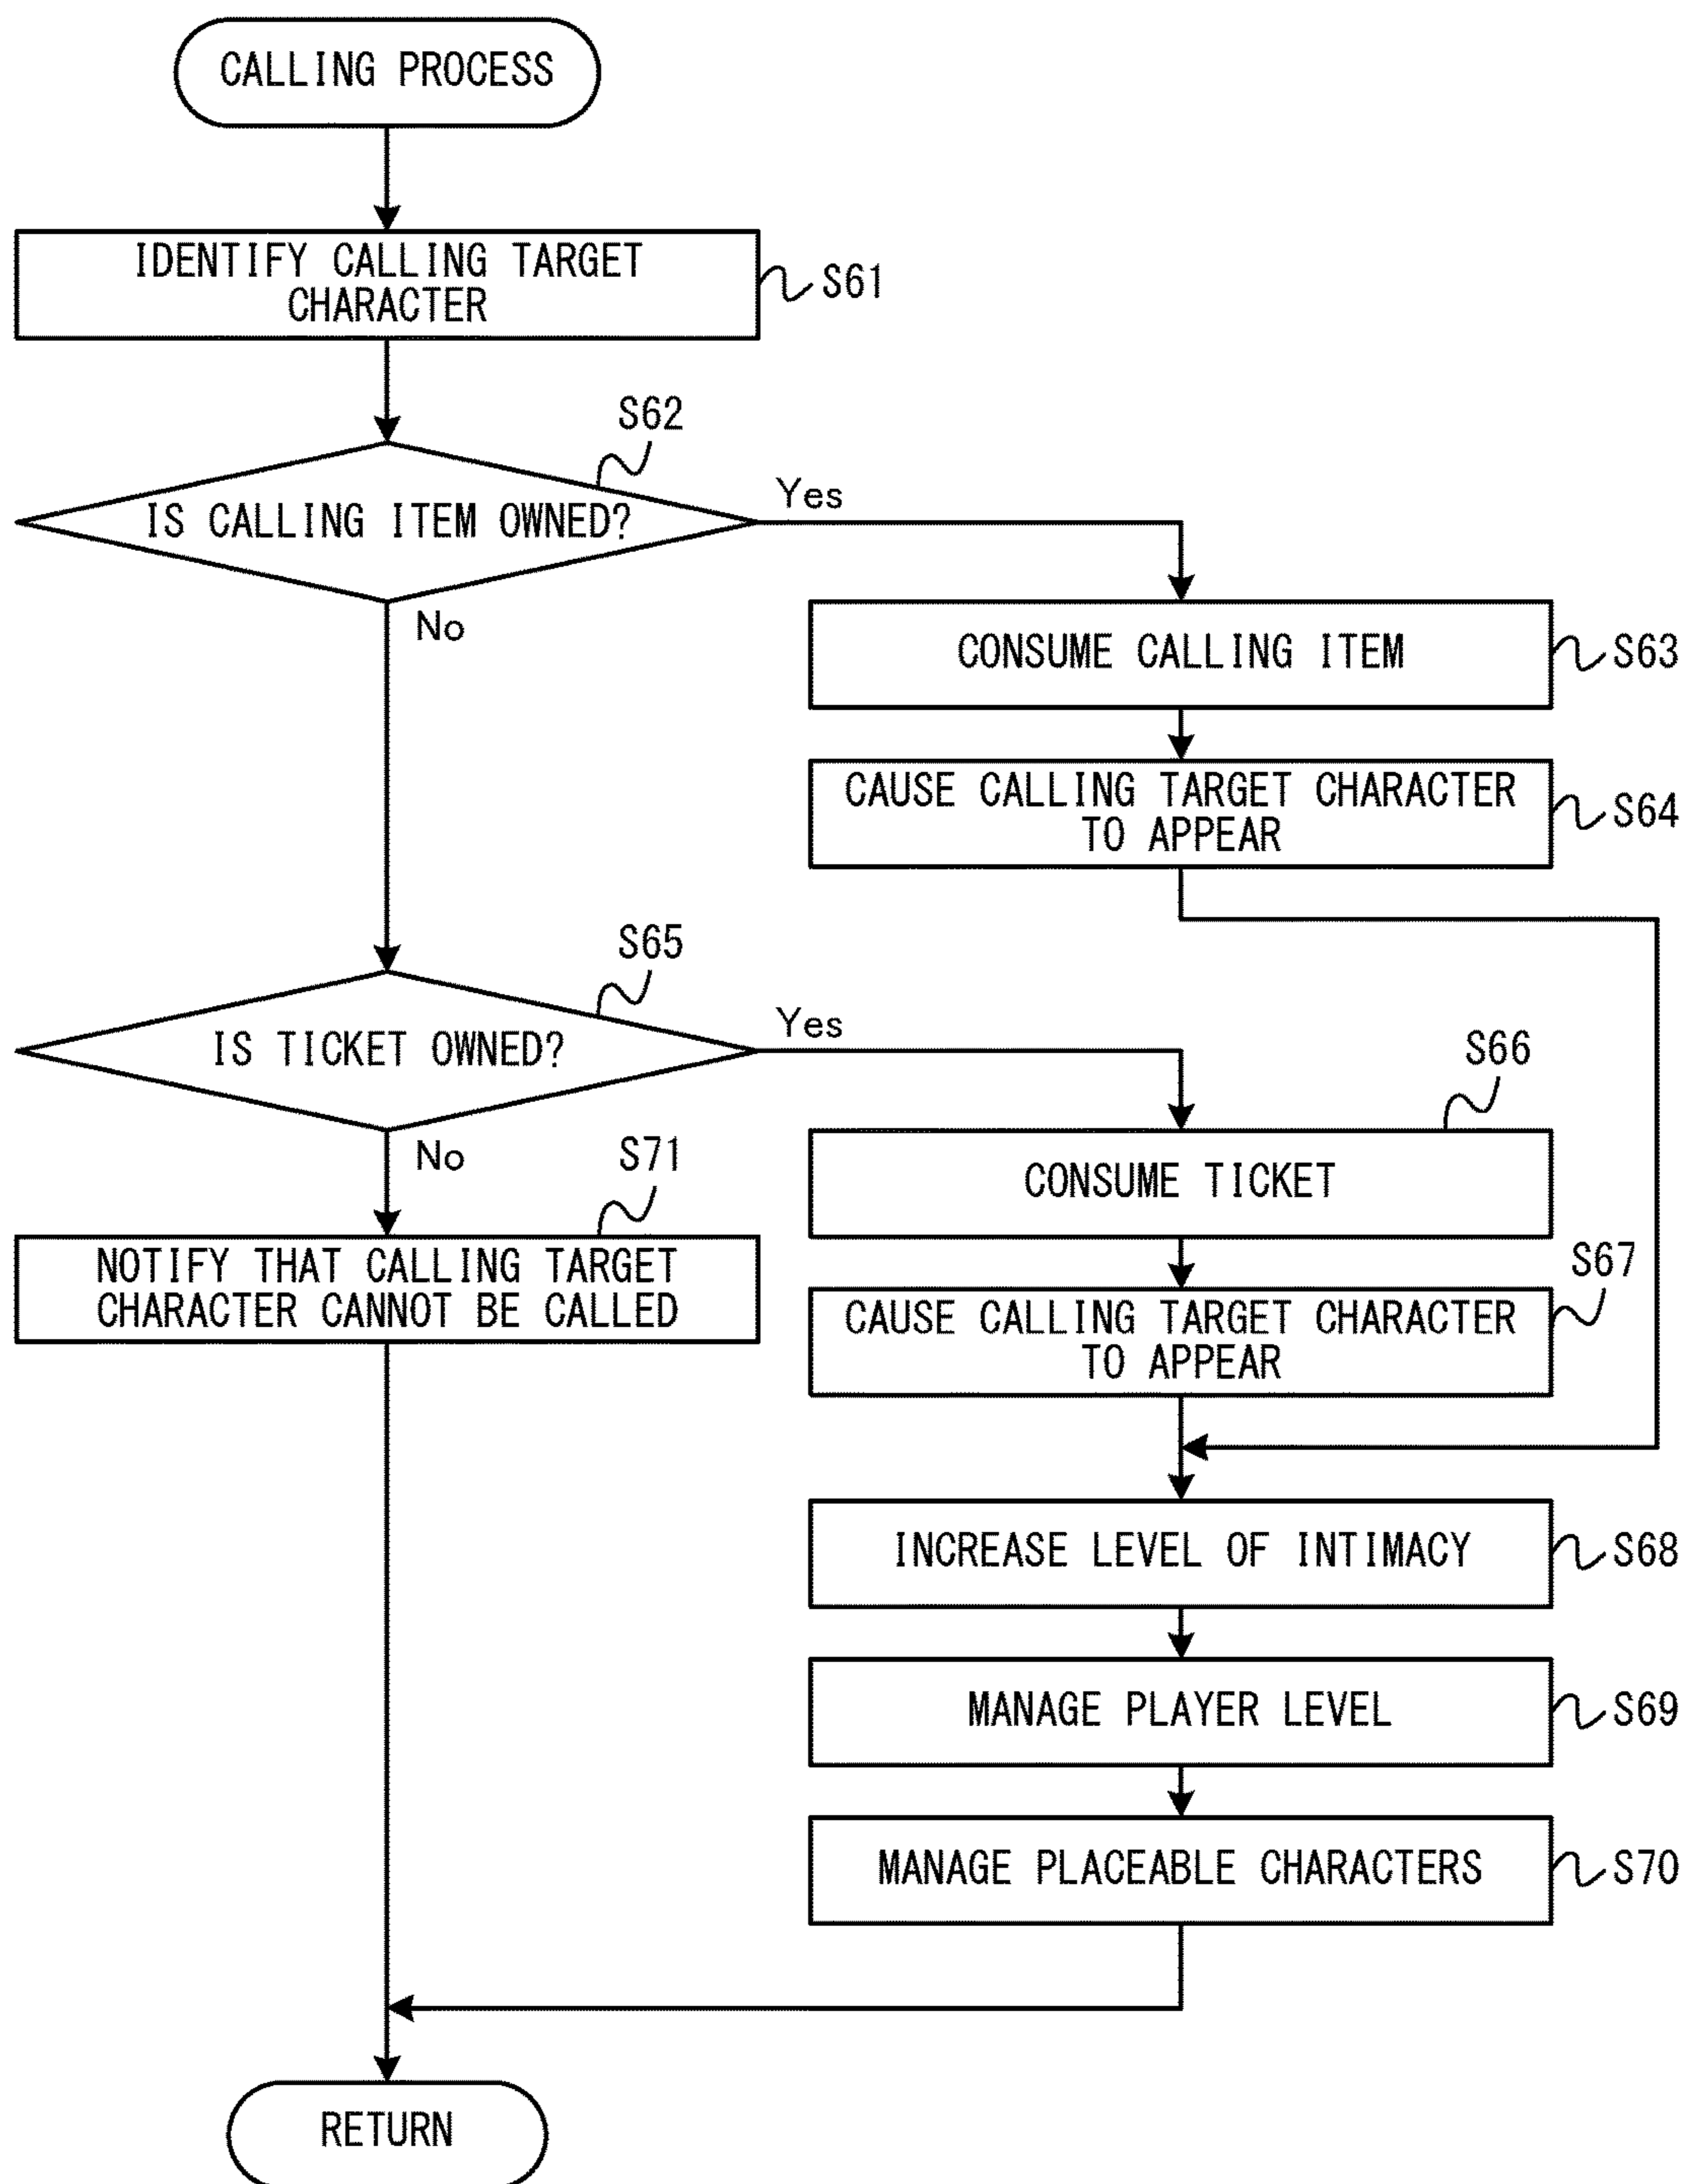 CALLING PROCESS
IDENTIFY CALLING TARGET
CHARACTER
S61
S62
IS CALLING ITEM OWNED?
Yes
No
CONSUME CALLING ITEM
S63
CAUSE CALLING TARGET CHARACTER
TO APPEAR
S64
S65
IS TICKET OWNED?
Yes
No
S66
CONSUME TICKET
S71
NOTIFY THAT CALLING TARGET
CHARACTER CANNOT BE CALLED
S67
CAUSE CALLING TARGET CHARACTER
TO APPEAR
INCREASE LEVEL OF INTIMACY
S68
MANAGE PLAYER LEVEL
S69
MANAGE PLACEABLE CHARACTERS
S70
RETURN